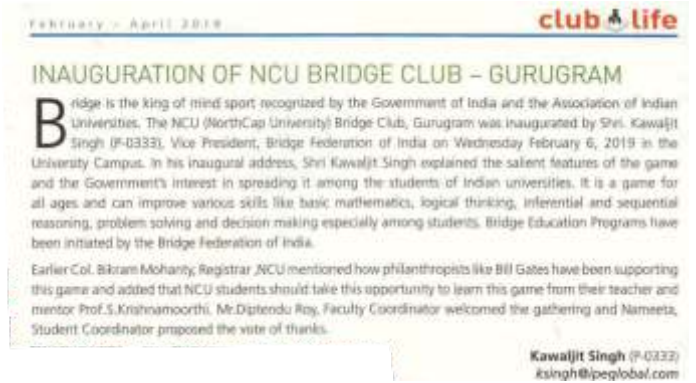 February - April 2019
club life
INAUGURATION OF NCU BRIDGE CLUB – GURUGRAM
Bridge is the king of mind sport recognized by the Government of India and the Association of Indian
Universities. The NCU (NorthCap University) Bridge Club, Gurugram was inaugurated by Shri. Kawaljit
Singh (P-0333), Vice President, Bridge Federation of India on Wednesday February 6, 2019 in the
University Campus. In his inaugural address, Shri Kawaljit Singh explained the salient features of the game
and the Government's interest in spreading it among the students of Indian universities. It is a game for
all ages and can improve various skills like basic mathematics, logical thinking, inferential and sequential
reasoning, problem solving and decision making especially among students. Bridge Education Programs have
been initiated by the Bridge Federation of India.
Earlier Col. Bikram Mohanty, Registrar ,NCU mentioned how philanthropists like Bill Gates have been supporting
this game and added that NCU students should take this opportunity to learn this game from their teacher and
mentor Prof.S.Krishnamoorthi. Mr.Diptendu Roy, Faculty Coordinator welcomed the gathering and Nameeta,
Student Coordinator proposed the vote of thanks.
Kawaljit Singh (P-0333)
ksingh@ipeglobal.com